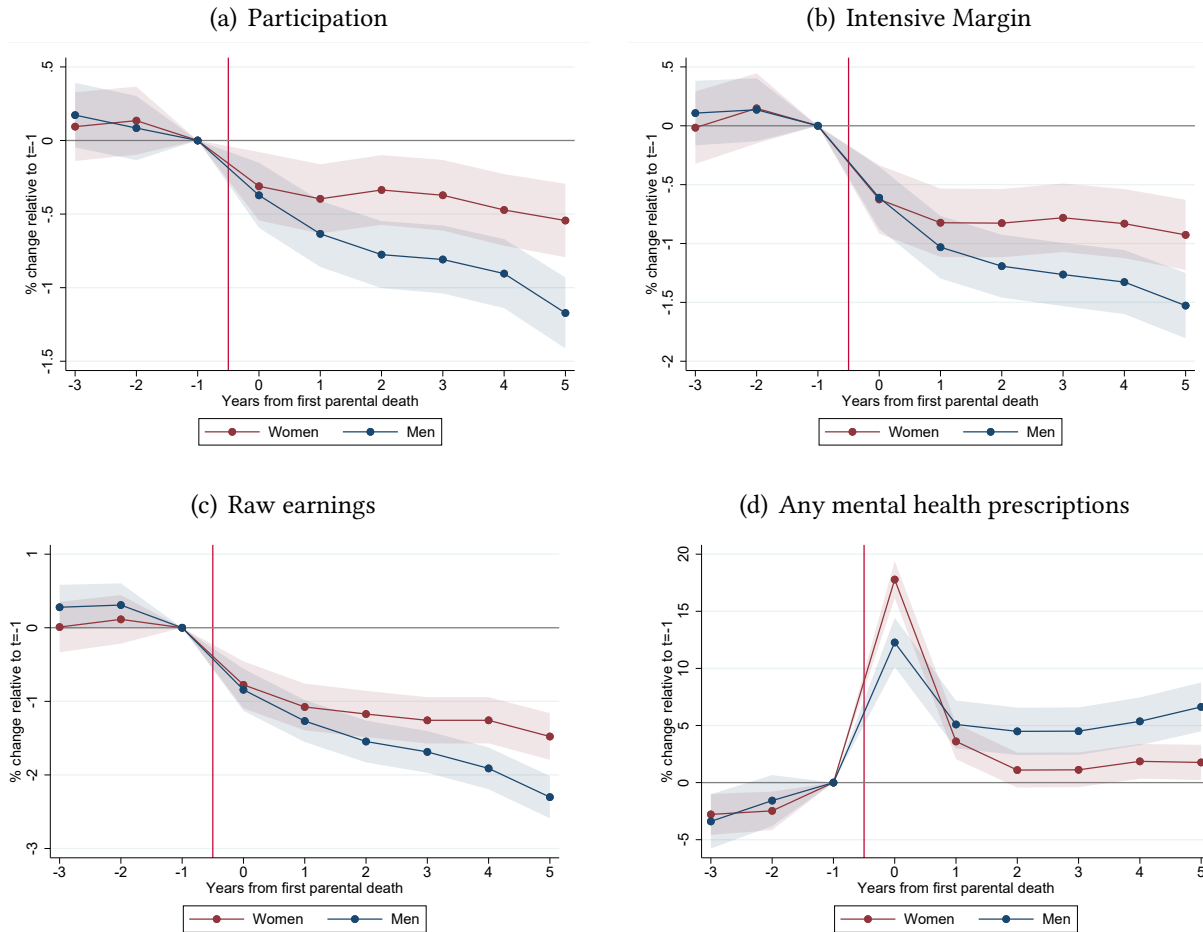 (a) Participation
% change relative to t=-1
.5
0
-.5
-1
-1.5
-3 -2 -1 0 1 2 3 4 5
Years from first parental death
Women Men
(b) Intensive Margin
% change relative to t=-1
.5
0
-.5
-1
-1.5
-2
-3 -2 -1 0 1 2 3 4 5
Years from first parental death
Women Men
(c) Raw earnings
% change relative to t=-1
1
0
-1
-2
-3
-3 -2 -1 0 1 2 3 4 5
Years from first parental death
Women Men
(d) Any mental health prescriptions
% change relative to t=-1
20
15
10
5
0
-5
-3 -2 -1 0 1 2 3 4 5
Years from first parental death
Women Men